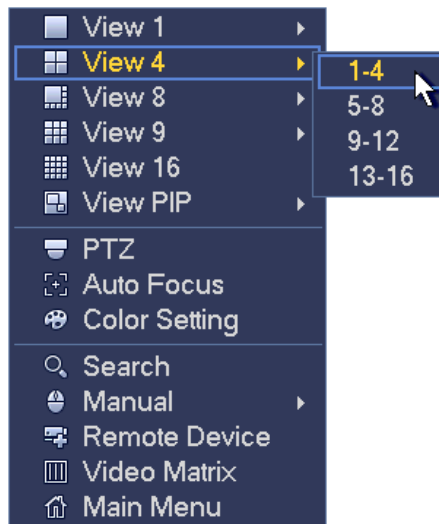 View 1
View 4
View 8
View 9
View 16
View PIP
PTZ
Auto Focus
Color Setting
Search
Manual
Remote Device
Video Matrix
Main Menu
1-4
5-8
9-12
13-16